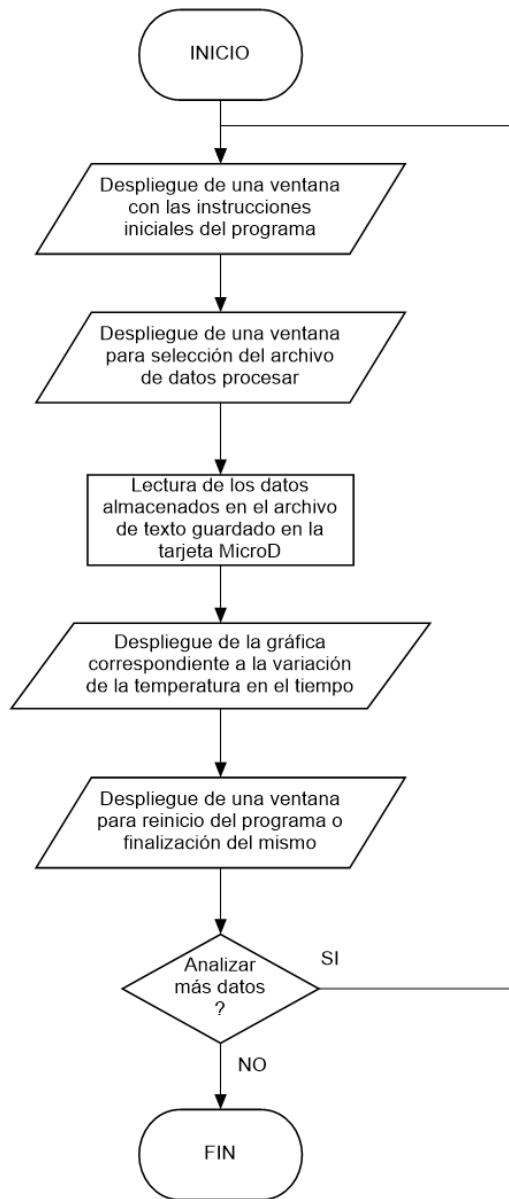 INICIO
Despliegue de una ventana
con las instrucciones
iniciales del programa
Despliegue de una ventana
para selección del archivo
de datos procesar
Lectura de los datos
almacenados en el archivo
de texto guardado en la
tarjeta MicroD
Despliegue de la gráfica
correspondiente a la variación
de la temperatura en el tiempo
Despliegue de una ventana
para reinicio del programa o
finalización del mismo
Analizar
más datos
?
SI
NO
FIN